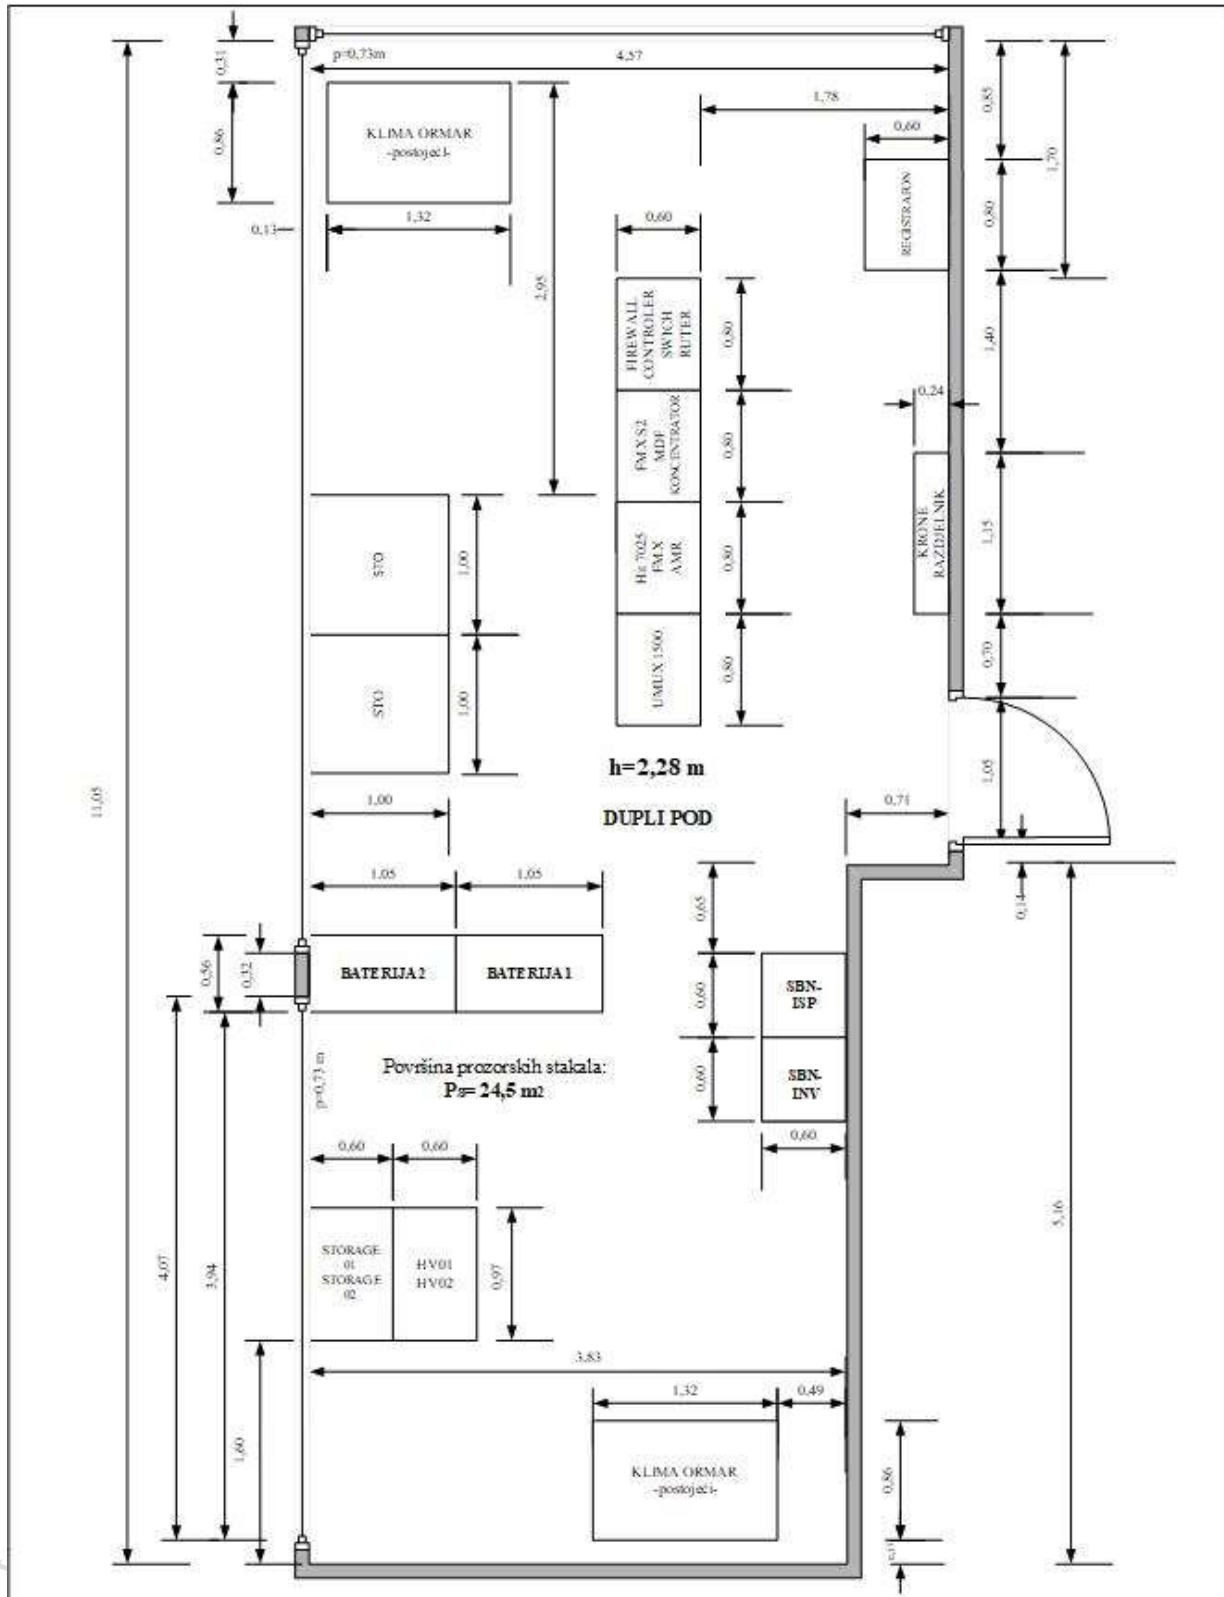 p=0,73m
4,57
0,31
0,86
KLIMA ORMAR
-postojeći-
1,32
0,13
2,95
1,78
0,60
REGISTRAFON
0,85
1,70
0,80
1,40
0,60
FIREWALL
CONTROLER
SWICH
RUTER
0,80
FMX S2
MDF
KONCENTRATOR
0,80
Hit 7025
FMX
AMR
0,80
UMUX 1500
0,80
0,24
KRONE
RAZDJELNIK
1,15
0,70
1,05
STO
1,00
STO
1,00
1,00
h=2,28 m
DUPLI POD
0,71
0,14
11,05
1,05
1,05
0,56
0,32
BATERIJA 2
BATERIJA 1
0,65
0,60
SBN-
ISP
0,60
SBN-
INV
0,60
p=0,73 m
Površina prozorskih stakala:
= 24,5 m2
0,60
0,60
STORAGE
01
STORAGE
02
HV01
HV02
0,97
4,07
3,94
5,16
1,60
3,83
1,32
0,49
KLIMA ORMAR
-postojeći-
0,86